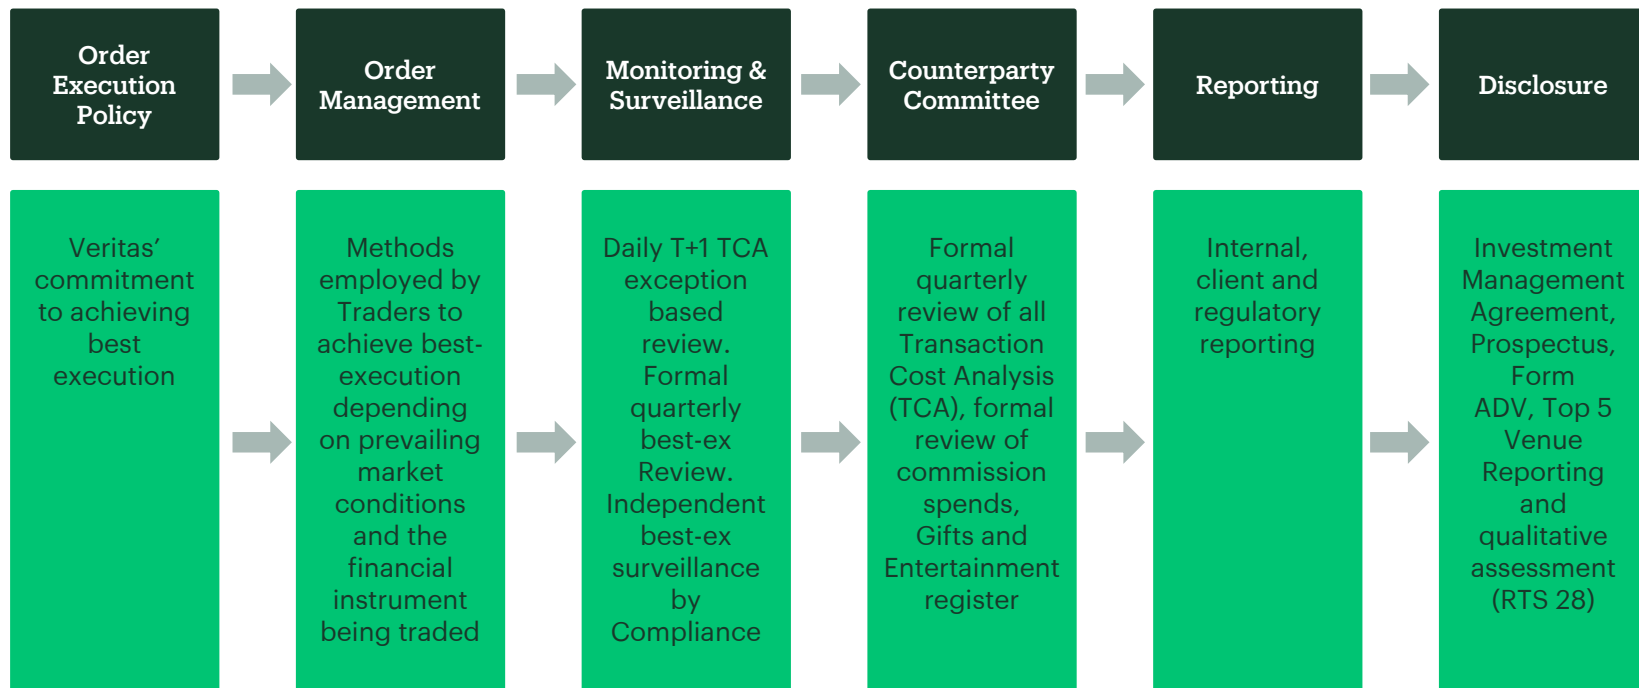 Order
Execution
Policy
Order
Management
Monitoring &
Surveillance
Counterparty
Committee
Reporting
Disclosure
Veritas’
commitment
to achieving
best
execution
Methods
employed by
Traders to
achieve best-
execution
depending
on prevailing
market
conditions
and the
financial
instrument
being traded
Daily T+1 TCA
exception
based
review.
Formal
quarterly
best-ex
Review.
Independent
best-ex
surveillance
by
Compliance
Formal
quarterly
review of all
Transaction
Cost Analysis
(TCA), formal
review of
commission
spends,
Gifts and
Entertainment
register
Internal,
client and
regulatory
reporting
Investment
Management
Agreement,
Prospectus,
Form
ADV, Top 5
Venue
Reporting
and
qualitative
assessment
(RTS 28)